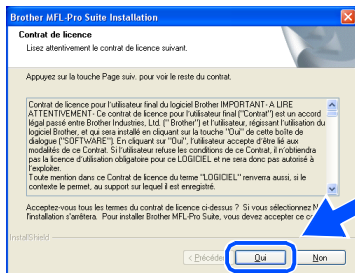 Brother MFL-Pro Suite Installation
Contrat de licence
Lisez attentivement le contrat de licence suivant.
Appuyez sur la touche Page suiv. pour voir le reste du contrat.
Contrat de licence pour l'utilisateur final du logiciel Brother IMPORTANT- A LIRE
ATTENTIVEMENT- Ce contrat de licence pour l'utilisateur final ("Contrat") est un accord
légal passé entre Brother Industries, Ltd. (" Brother") et l'utilisateur, régissant l'utilisation du
logiciel Brother, et qui sera installé en cliquant sur la touche "Oui" de cette boîte de
dialogue ("SOFTWARE"). En cliquant sur "Oui", l'utilisateur accepte d'être lié aux
modalités de ce Contrat. Si l'utilisateur refuse les conditions de ce Contrat, il n'obtiendra
pas la licence d'utilisation obligatoire pour ce LOGICIEL et ne sera donc pas autorisé à
l'exploiter.
Toute mention dans ce Contrat de licence du terme "LOGICIEL" renverra aussi, si le
contexte le permet, au support sur lequel il est enregistré.
Acceptez-vous tous les termes du contrat de licence ci-dessus ? Si vous sélectionnez N
l'installation s'arrêtera. Pour installer Brother MFL-Pro Suite, vous devez accepter ce co
InstallShield
< Précéden
Oui
Non